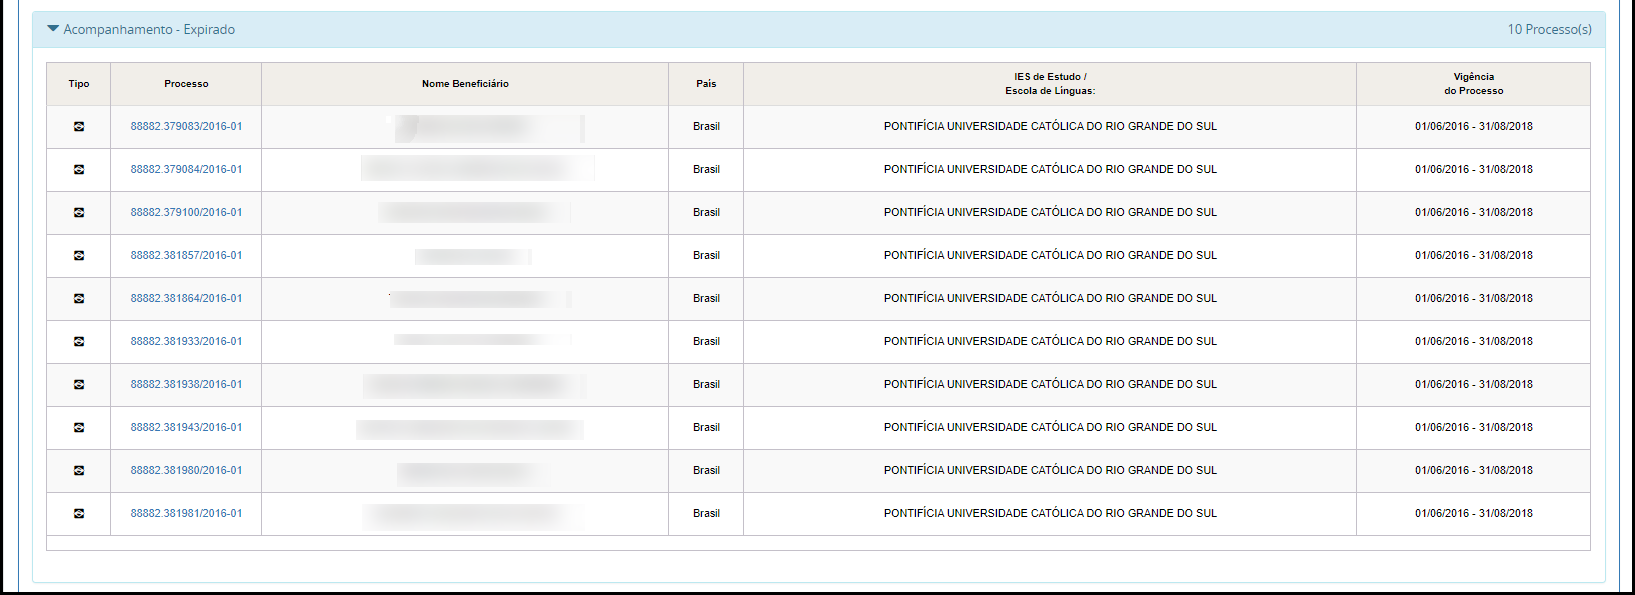 Acompanhamento - Expirado 10 Processo(s)
Tipo Processo Nome Beneficiário País IES de Estudo / Escola de Línguas: Vigência do Processo
88882.379083/2016-01 Brasil PONTIFÍCIA UNIVERSIDADE CATÓLICA DO RIO GRANDE DO SUL 01/06/2016 - 31/08/2018
88882.379084/2016-01 Brasil PONTIFÍCIA UNIVERSIDADE CATÓLICA DO RIO GRANDE DO SUL 01/06/2016 - 31/08/2018
88882.379100/2016-01 Brasil PONTIFÍCIA UNIVERSIDADE CATÓLICA DO RIO GRANDE DO SUL 01/06/2016 - 31/08/2018
88882.381857/2016-01 Brasil PONTIFÍCIA UNIVERSIDADE CATÓLICA DO RIO GRANDE DO SUL 01/06/2016 - 31/08/2018
88882.381864/2016-01 Brasil PONTIFÍCIA UNIVERSIDADE CATÓLICA DO RIO GRANDE DO SUL 01/06/2016 - 31/08/2018
88882.381933/2016-01 Brasil PONTIFÍCIA UNIVERSIDADE CATÓLICA DO RIO GRANDE DO SUL 01/06/2016 - 31/08/2018
88882.381938/2016-01 Brasil PONTIFÍCIA UNIVERSIDADE CATÓLICA DO RIO GRANDE DO SUL 01/06/2016 - 31/08/2018
88882.381943/2016-01 Brasil PONTIFÍCIA UNIVERSIDADE CATÓLICA DO RIO GRANDE DO SUL 01/06/2016 - 31/08/2018
88882.381980/2016-01 Brasil PONTIFÍCIA UNIVERSIDADE CATÓLICA DO RIO GRANDE DO SUL 01/06/2016 - 31/08/2018
88882.381981/2016-01 Brasil PONTIFÍCIA UNIVERSIDADE CATÓLICA DO RIO GRANDE DO SUL 01/06/2016 - 31/08/2018